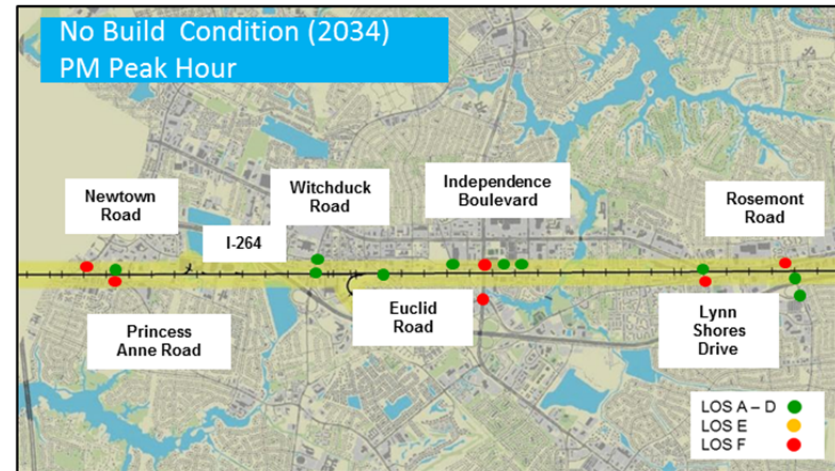 No Build Condition (2034)
PM Peak Hour
Newtown
Road
I-264
Witchduck
Road
Independence
Boulevard
Rosemont
Road
Princess
Anne Road
Euclid
Road
Lynn
Shores
Drive
LOS A – D
LOS E
LOS F